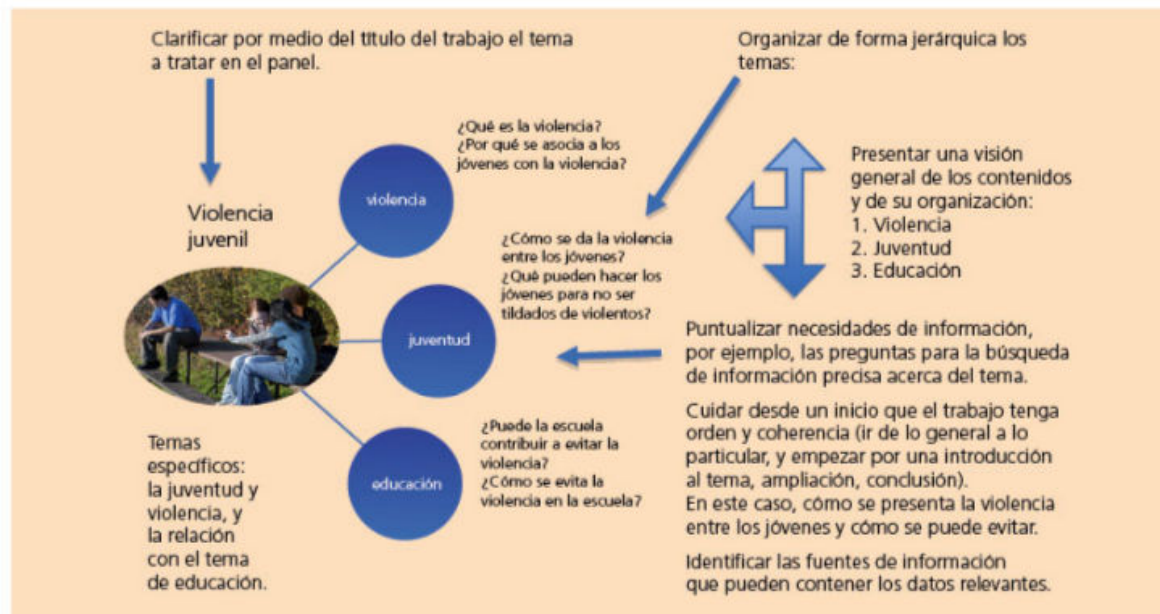 Clarificar por medio del título del trabajo el tema
a tratar en el panel.
Organizar de forma jerárquica los
temas:
¿Qué es la violencia?
¿Por qué se asocia a los
jóvenes con la violencia?
violencia
Violencia
juvenil
Presentar una visión
general de los contenidos
y de su organización:
1. Violencia
2. Juventud
3. Educación
¿Cómo se da la violencia
entre los jóvenes?
¿Qué pueden hacer los
jóvenes para no ser
tildados de violentos?
juventud
Puntualizar necesidades de información,
por ejemplo, las preguntas para la búsqueda
de información precisa acerca del tema.
Cuidar desde un inicio que el trabajo tenga
orden y coherencia (ir de lo general a lo
particular, y empezar por una introducción
al tema, ampliación, conclusión).
En este caso, cómo se presenta la violencia
entre los jóvenes y cómo se puede evitar.
Identificar las fuentes de información
que pueden contener los datos relevantes.
¿Puede la escuela
contribuir a evitar la
violencia?
¿Cómo se evita la
violencia en la escuela?
educación
Temas
específicos:
la juventud y
violencia, y
la relación
con el tema
de educación.